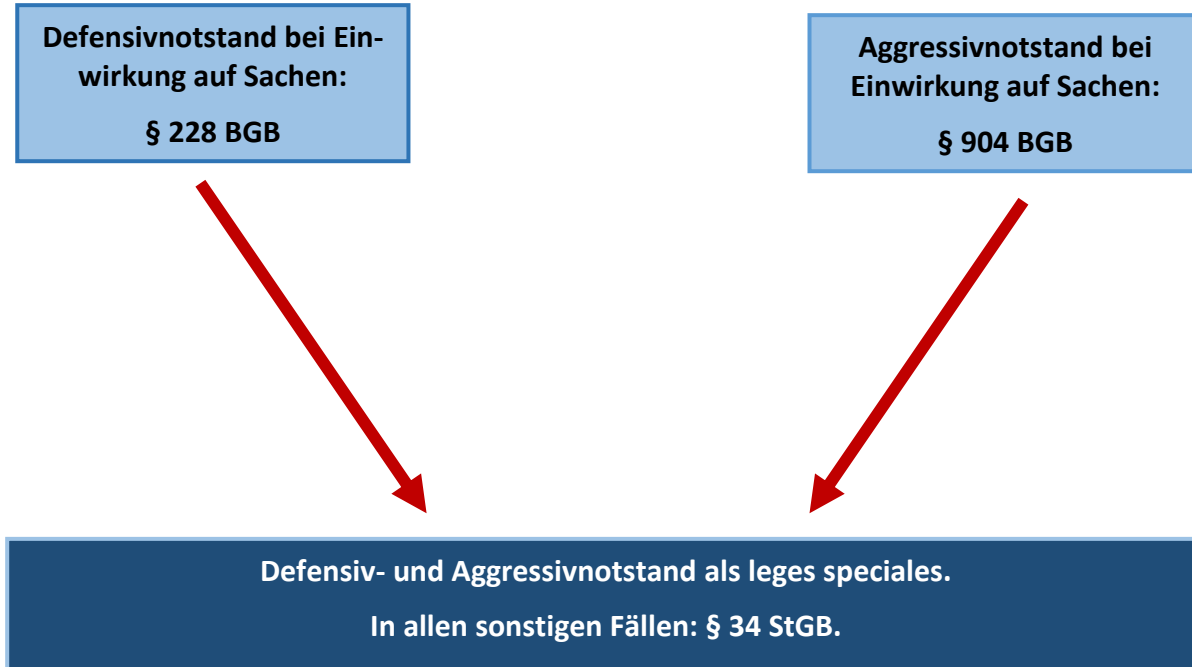 Defensivnotstand bei Ein-
wirkung auf Sachen:
§ 228 BGB
Aggressivnotstand bei
Einwirkung auf Sachen:
§ 904 BGB
Defensiv- und Aggressivnotstand als leges speciales.
In allen sonstigen Fällen: § 34 StGB.